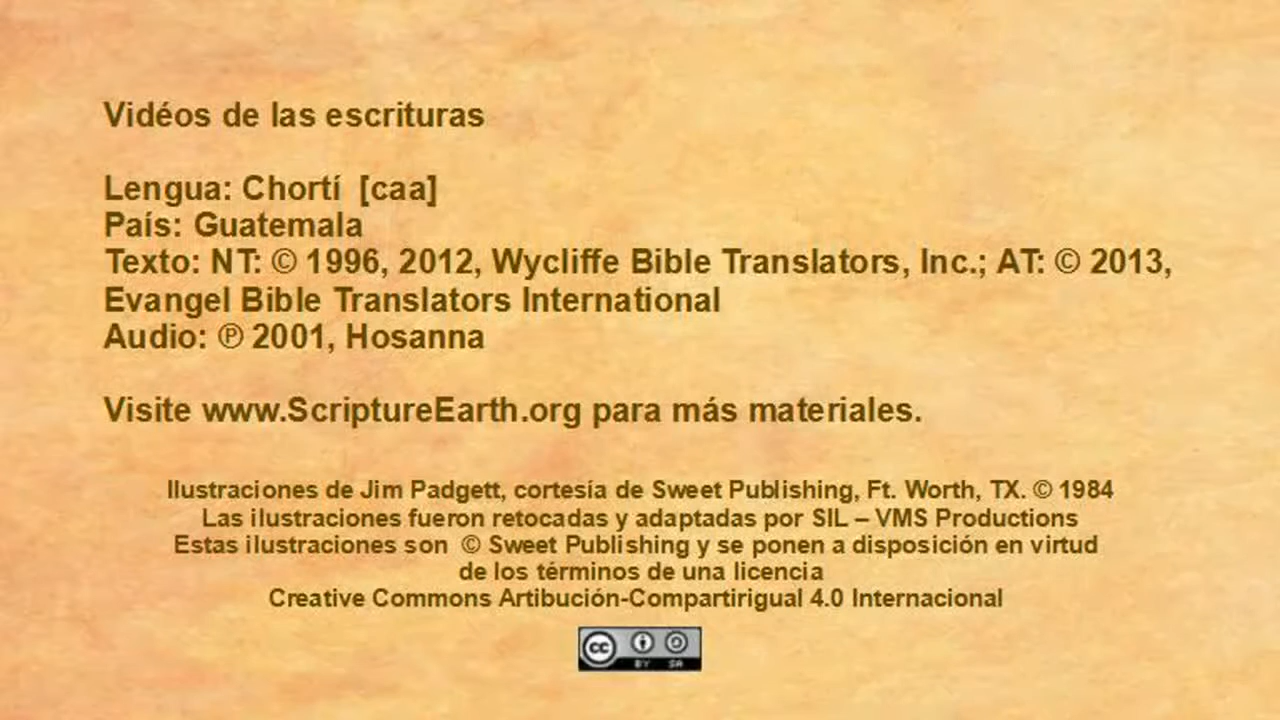 Vidéos de las escrituras
Lengua: Chortí  [caa]
País: Guatemala
Texto: NT: © 1996, 2012, Wycliffe Bible Translators, Inc.; AT: © 2013,
Evangel Bible Translators International
Audio: ℗ 2001, Hosanna
Visite www.ScriptureEarth.org para más materiales.
Ilustraciones de Jim Padgett, cortesía de Sweet Publishing, Ft. Worth, TX. © 1984
Las ilustraciones fueron retocadas y adaptadas por SIL – VMS Productions
Estas ilustraciones son  © Sweet Publishing y se ponen a disposición en virtud
de los términos de una licencia
Creative Commons Artibución-Compartirigual 4.0 Internacional
cc BY SA